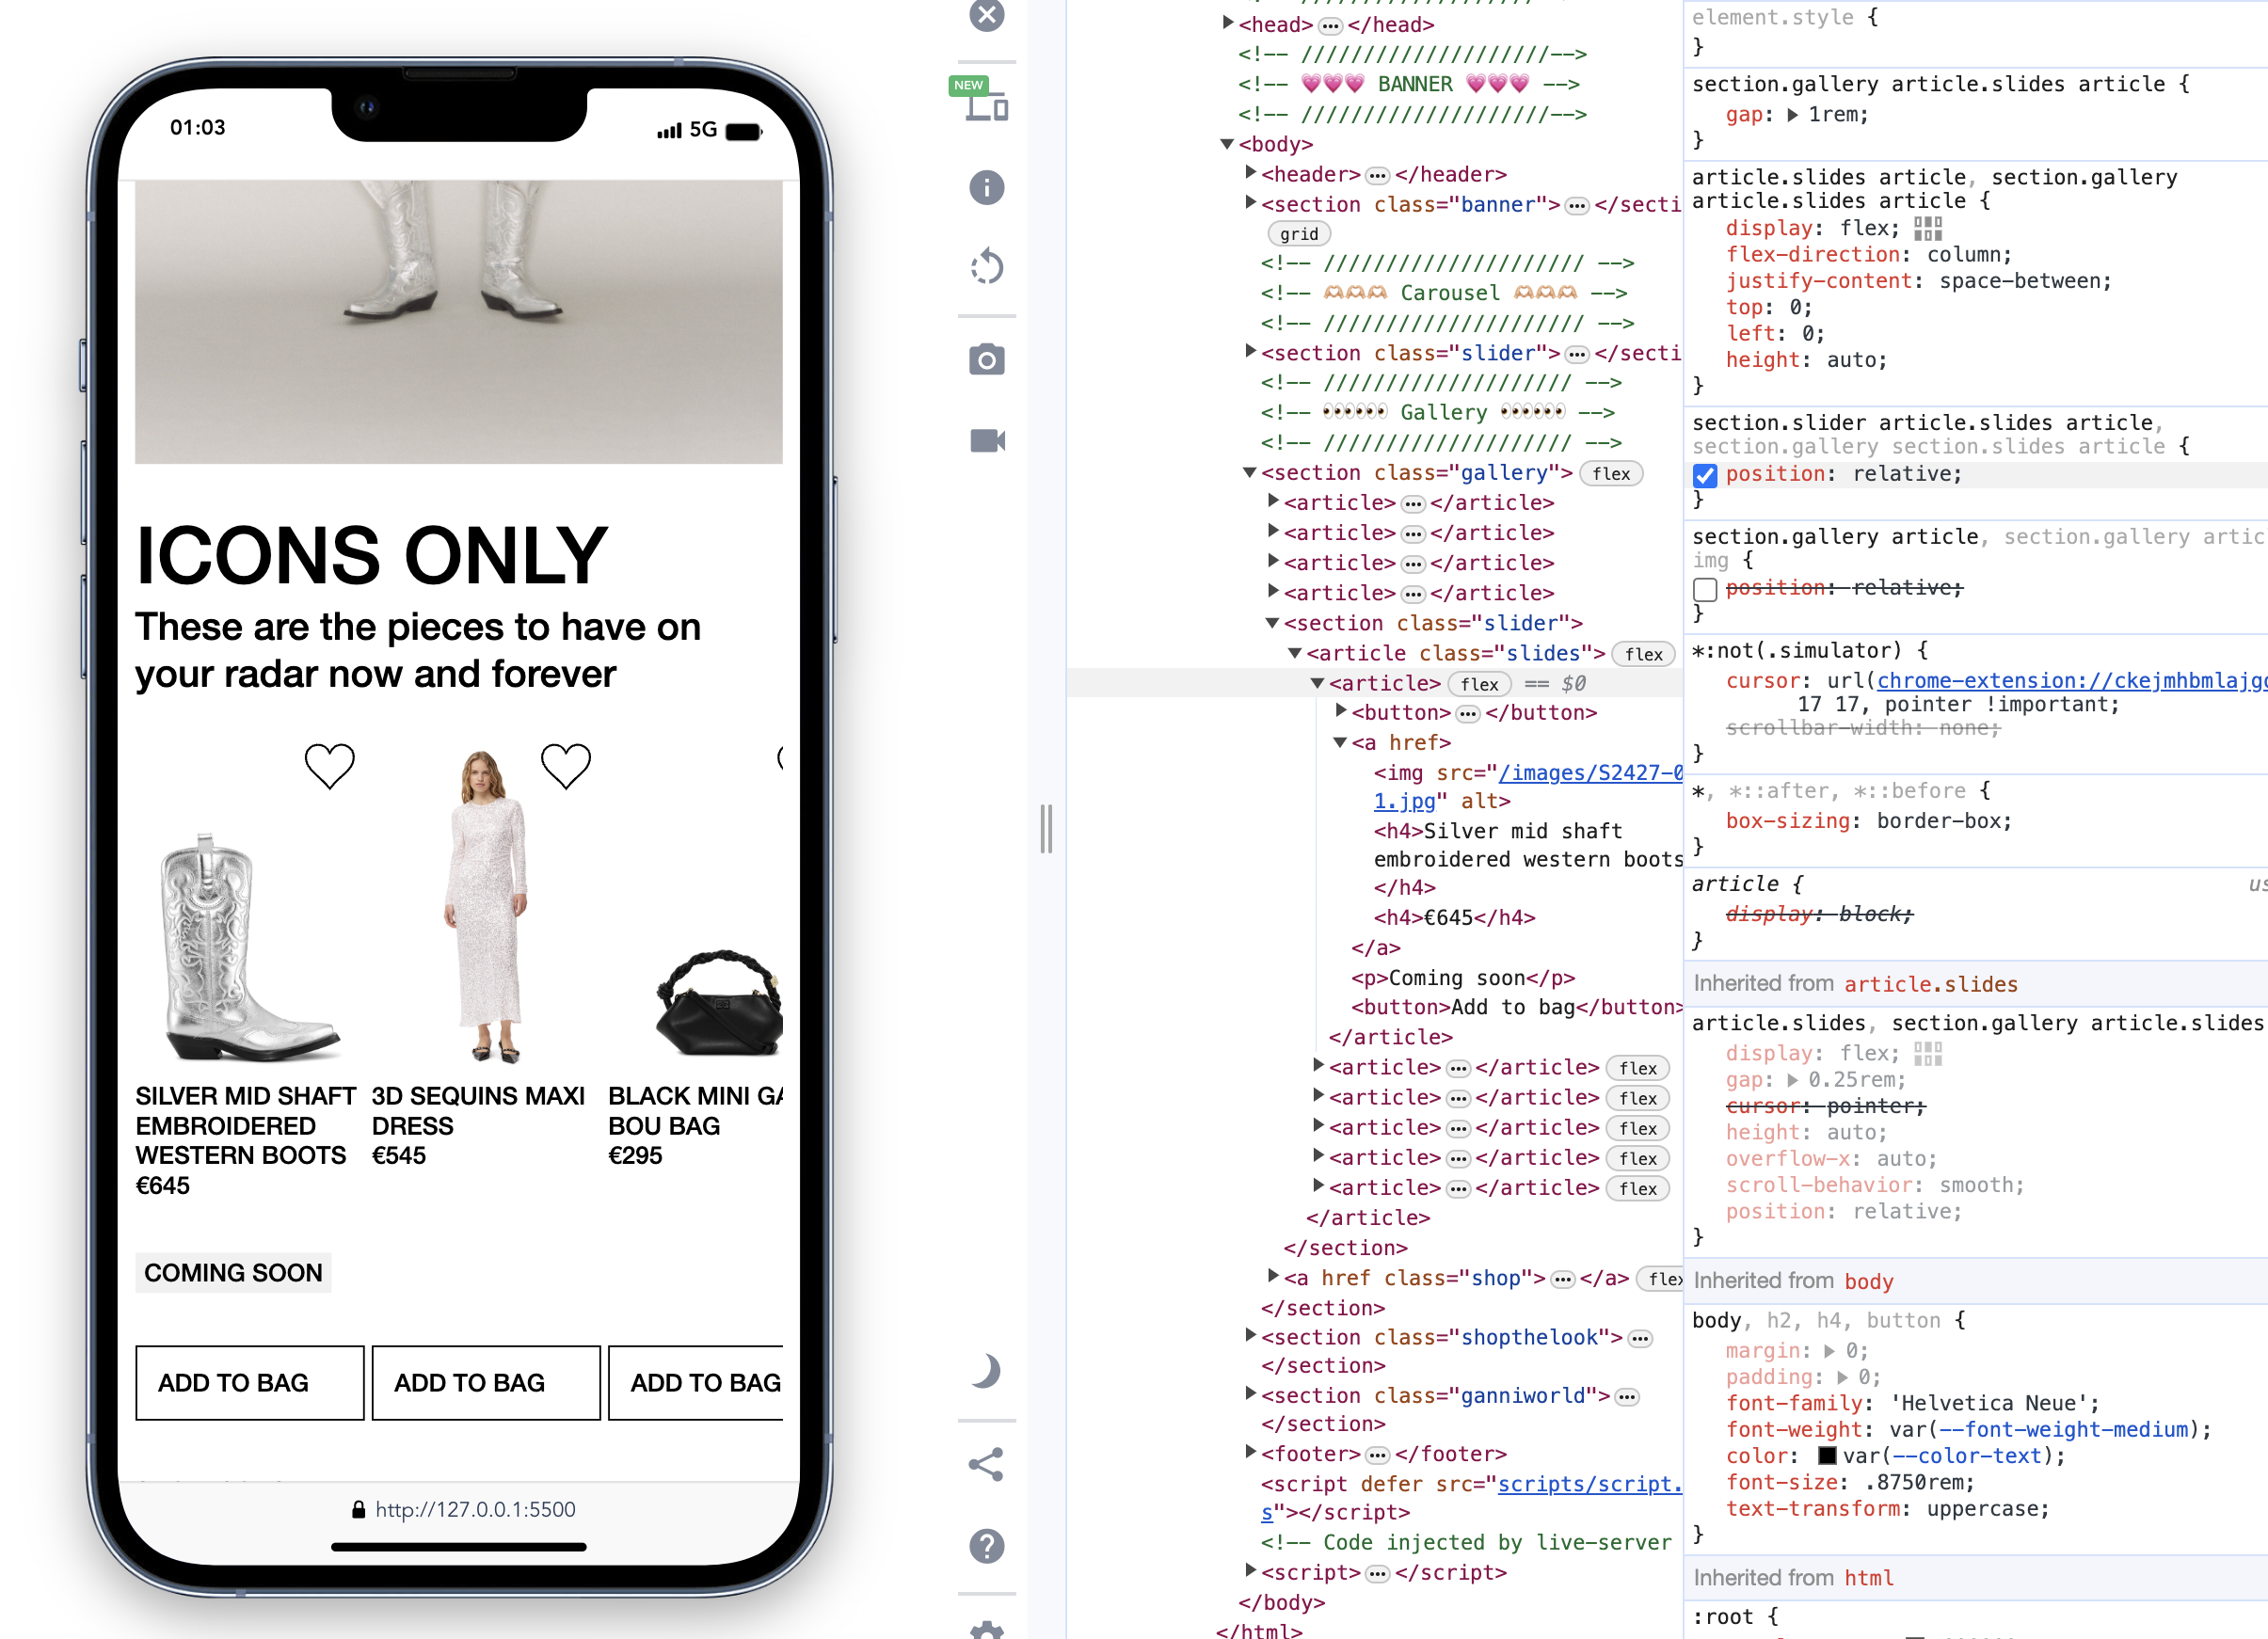 01:03
5G
ICONS ONLY
These are the pieces to have on
your radar now and forever
SILVER MID SHAFT
EMBROIDERED
WESTERN BOOTS
€645
3D SEQUINS MAXI
DRESS
€545
BLACK MINI GA
BOU BAG
€295
COMING SOON
ADD TO BAG
ADD TO BAG
ADD TO BAG
http://127.0.0.1:5500
NEW
<head> ••• </head>
<!-- ////////////////////-->
<!-- 💗💗💗 BANNER 💗💗💗 -->
<!-- ////////////////////-->
<body>
<header> ••• </header>
<section class="banner"> ••• </secti
grid
<!-- ///////////////////// -->
<!-- 🫶🏻🫶🏻🫶🏻 Carousel 🫶🏻🫶🏻🫶🏻 -->
<!-- ///////////////////// -->
<section class="slider"> ••• </secti
<!-- //////////////////// -->
<!-- 👀👀👀 Gallery 👀👀👀 -->
<!-- //////////////////// -->
<section class="gallery"> flex
<article> ••• </article>
<article> ••• </article>
<article> ••• </article>
<article> ••• </article>
<section class="slider">
<article class="slides"> flex
<article> flex == $0
<button> ••• </button>
<a href>
<img src="/images/S2427-0
1.jpg" alt>
<h4>Silver mid shaft
embroidered western boots
</h4>
<h4>€645</h4>
</a>
<p>Coming soon</p>
<button>Add to bag</button>
</article>
<article> ••• </article> flex
<article> ••• </article> flex
<article> ••• </article> flex
<article> ••• </article> flex
<article> ••• </article> flex
</article>
</section>
<a href class="shop"> ••• </a> flex
</section>
<section class="shopthelook"> •••
</section>
<section class="ganniworld"> •••
</section>
<footer> ••• </footer>
<script defer src="scripts/script.
s"></script>
<!-- Code injected by live-server
<script> ••• </script>
</body>
</html>
element.style {
}
section.gallery article.slides article {
gap: 1rem;
}
article.slides article, section.gallery
article.slides article {
display: flex;
flex-direction: column;
justify-content: space-between;
top: 0;
left: 0;
height: auto;
}
section.slider article.slides article,
section.gallery section.slides article {
position: relative;
}
section.gallery article, section.gallery artic
img {
position: relative;
}
*:not(.simulator) {
cursor: url(chrome-extension://ckejmhbmlajgo
17 17, pointer !important;
scrollbar-width: none;
}
*, *::after, *::before {
box-sizing: border-box;
}
article {
us
display: block;
}
Inherited from article.slides
article.slides, section.gallery article.slides
display: flex;
gap: 0.25rem;
cursor: pointer;
height: auto;
overflow-x: auto;
scroll-behavior: smooth;
position: relative;
}
Inherited from body
body, h2, h4, button {
margin: 0;
padding: 0;
font-family: 'Helvetica Neue';
font-weight: var(--font-weight-medium);
color: var(--color-text);
font-size: .8750rem;
text-transform: uppercase;
}
Inherited from html
:root {